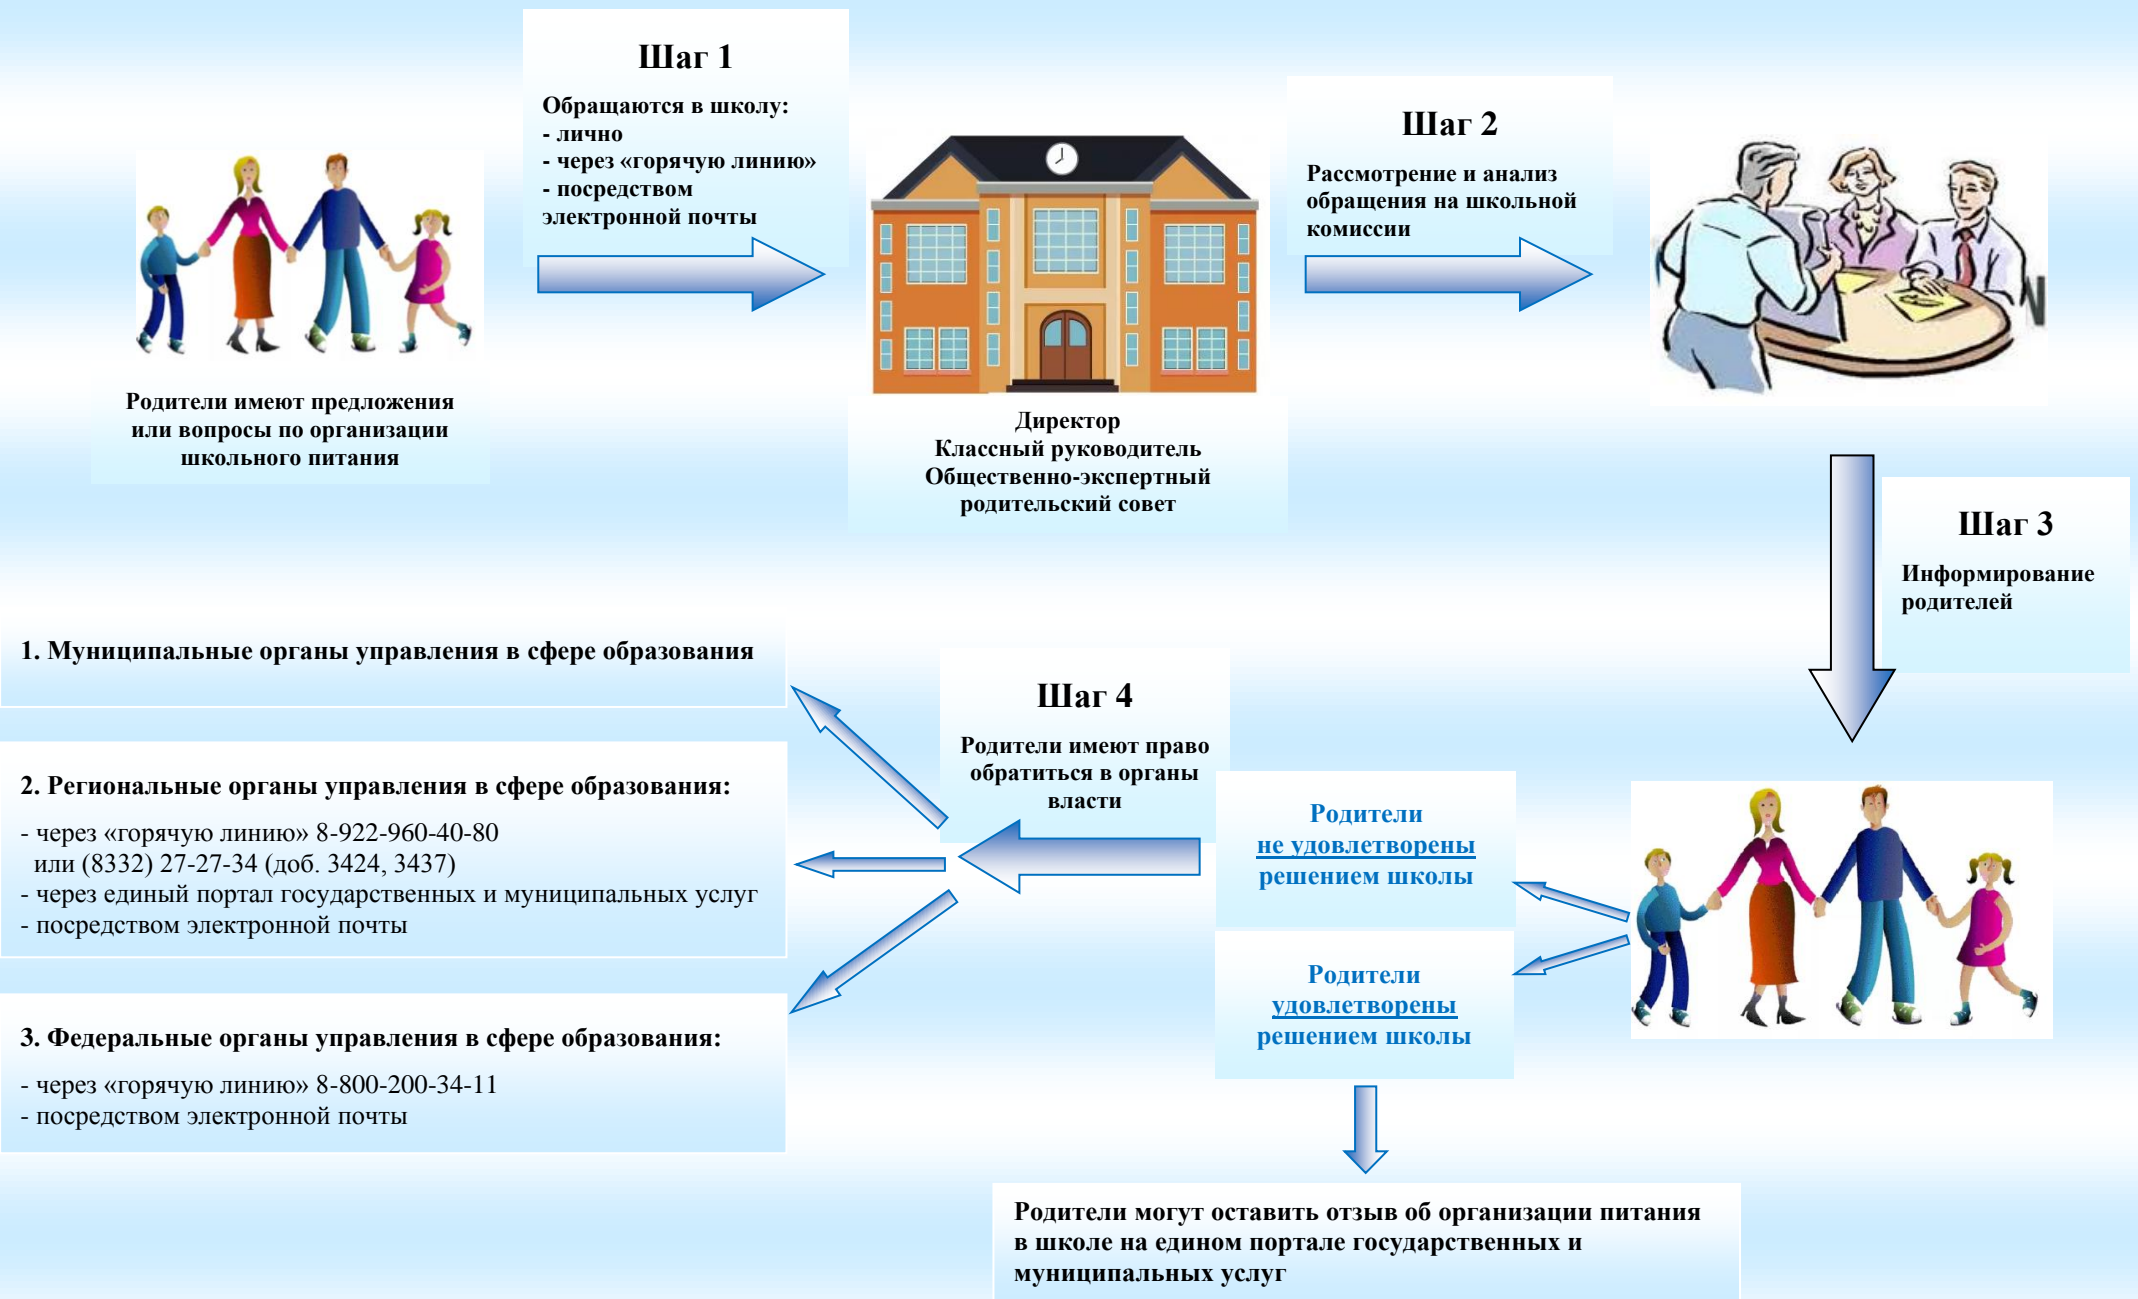 Шаг 1
Обращаются в школу:
- лично
- через «горячую линию»
- посредством
электронной почты
Родители имеют предложения
или вопросы по организации
школьного питания
Директор
Классный руководитель
Общественно-экспертный
родительский совет
Шаг 2
Рассмотрение и анализ
обращения на школьной
комиссии
Шаг 3
Информирование
родителей
Родители
не удовлетворены
решением школы
Родители
удовлетворены
решением школы
Шаг 4
Родители имеют право
обратиться в органы
власти
1. Муниципальные органы управления в сфере образования
2. Региональные органы управления в сфере образования:
- через «горячую линию» 8-922-960-40-80
или (8332) 27-27-34 (доб. 3424, 3437)
- через единый портал государственных и муниципальных услуг
- посредством электронной почты
3. Федеральные органы управления в сфере образования:
- через «горячую линию» 8-800-200-34-11
- посредством электронной почты
Родители могут оставить отзыв об организации питания
в школе на едином портале государственных и
муниципальных услуг